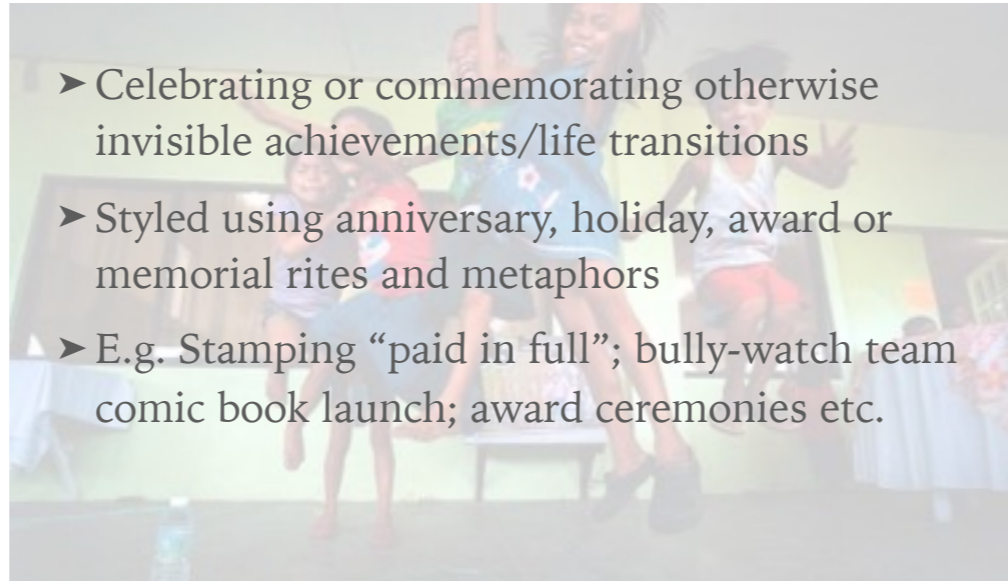 ➤ Celebrating or commemorating otherwise
invisible achievements/life transitions
➤ Styled using anniversary, holiday, award or
memorial rites and metaphors
➤ E.g. Stamping “paid in full”; bully-watch team
comic book launch; award ceremonies etc.